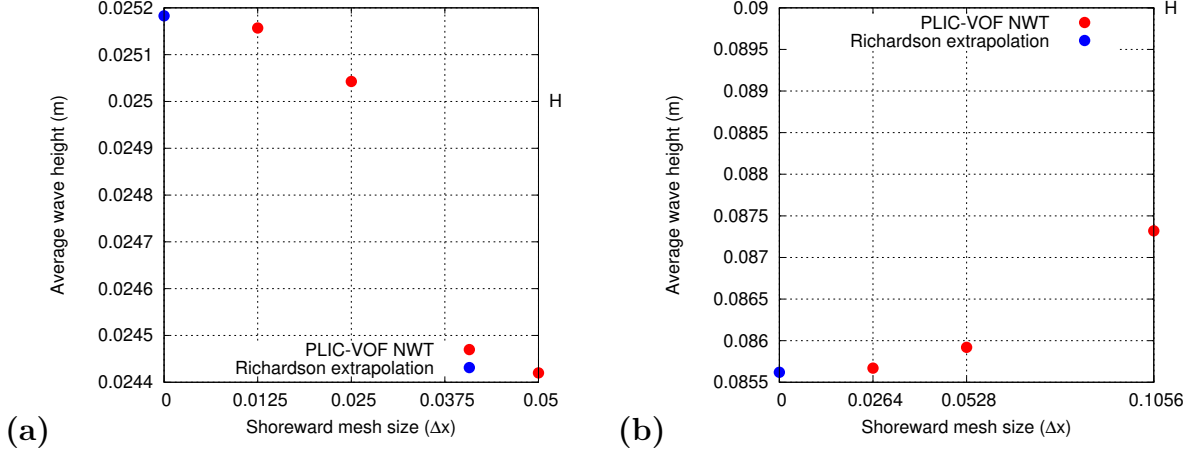 0.0252
0.0251
0.025
0.0249
0.0248
0.0247
0.0246
0.0245
0.0244
0
0.0125
0.025
0.0375
0.05
Average wave height (m)
Shoreward mesh size (Δx)
H
PLIC-VOF NWT
Richardson extrapolation
(a)
0.09
0.0895
0.089
0.0885
0.088
0.0875
0.087
0.0865
0.086
0.0855
0
0.0264
0.0528
0.1056
Average wave height (m)
Shoreward mesh size (Δx)
H
PLIC-VOF NWT
Richardson extrapolation
(b)